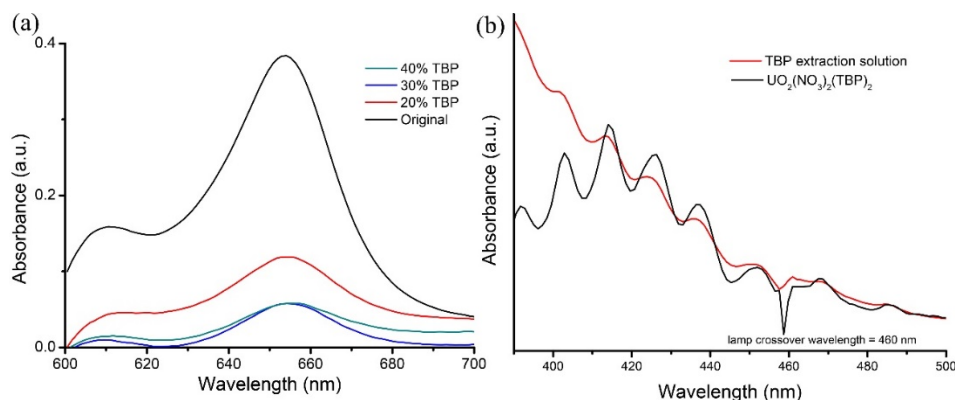 (a)
0.4
0.2
0.0
Absorbance (a.u.)
40% TBP
30% TBP
20% TBP
Original
600
620
640
660
680
700
Wavelength (nm)
(b)
Absorbance (a.u.)
TBP extraction solution
UO2(NO3)2(TBP)2
lamp crossover wavelength = 460 nm
400
420
440
460
480
500
Wavelength (nm)